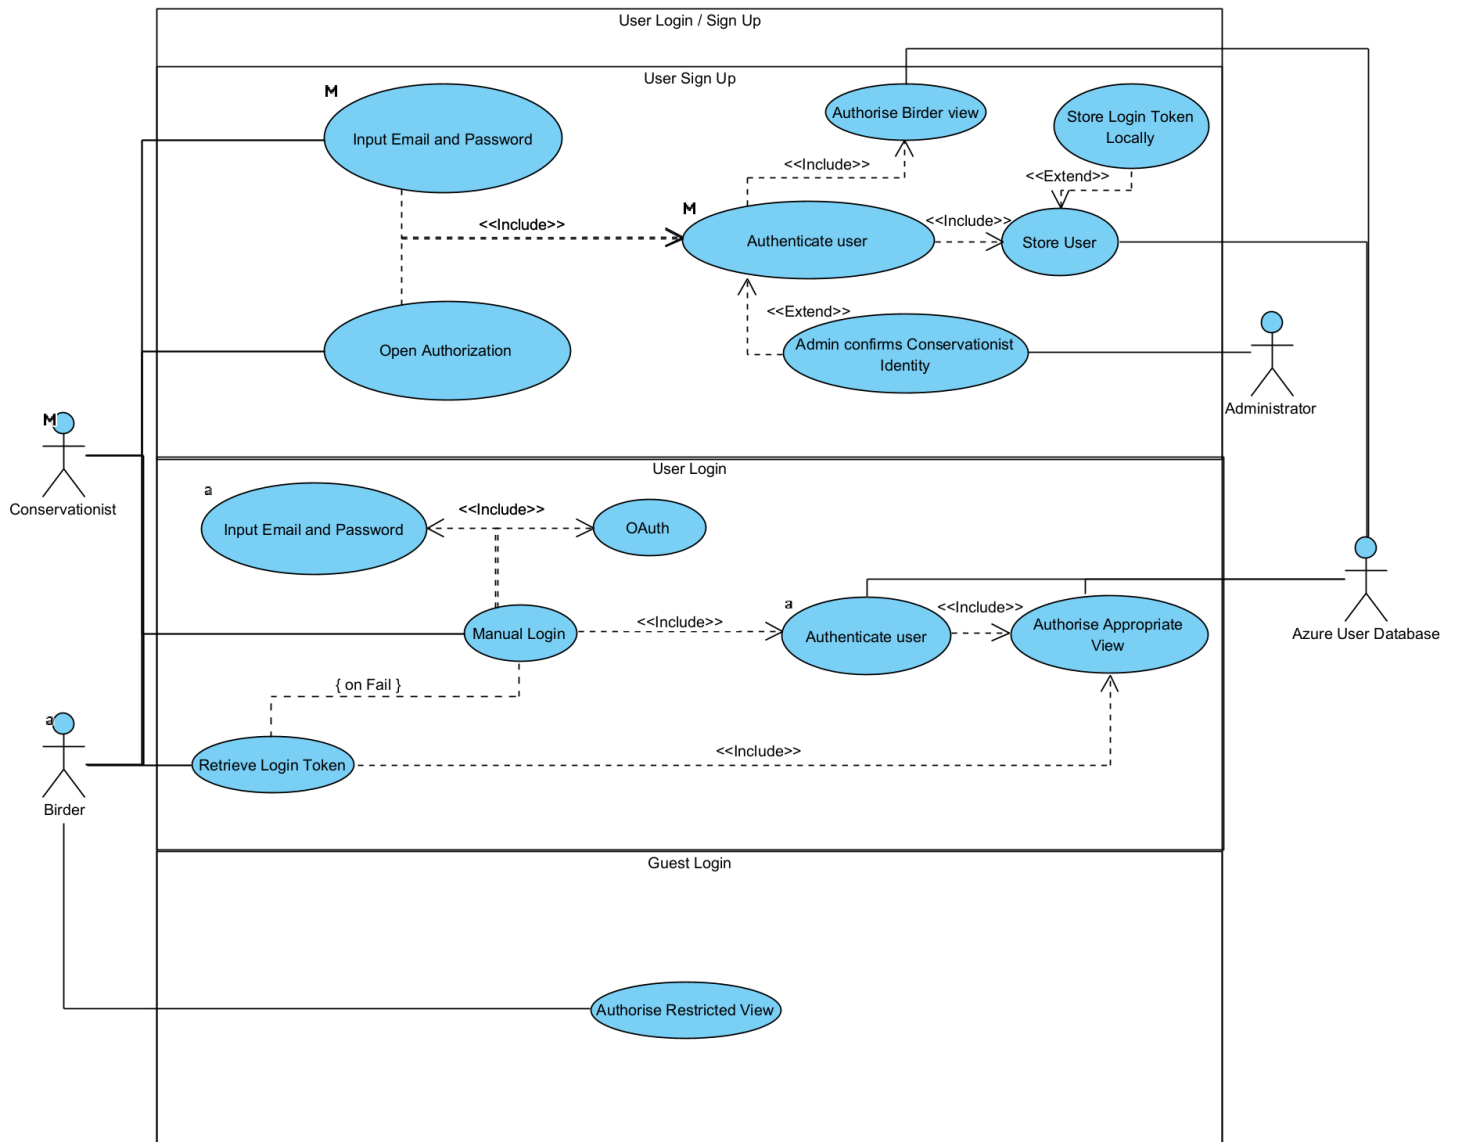 User Login / Sign Up
User Sign Up
M
Input Email and Password
Authorise Birder view
Store Login Token
Locally
<<Include>>
<<Extend>>
<<Include>>
M
Authenticate user
<<Include>>
Store User
<<Extend>>
Open Authorization
Admin confirms Conservationist
Identity
Administrator
M
Conservationist
User Login
a
Input Email and Password
<<Include>>
OAuth
Manual Login
<<Include>>
a
Authenticate user
<<Include>>
Authorise Appropriate
View
Azure User Database
{ on Fail }
a
Birder
Retrieve Login Token
<<Include>>
Guest Login
Authorise Restricted View